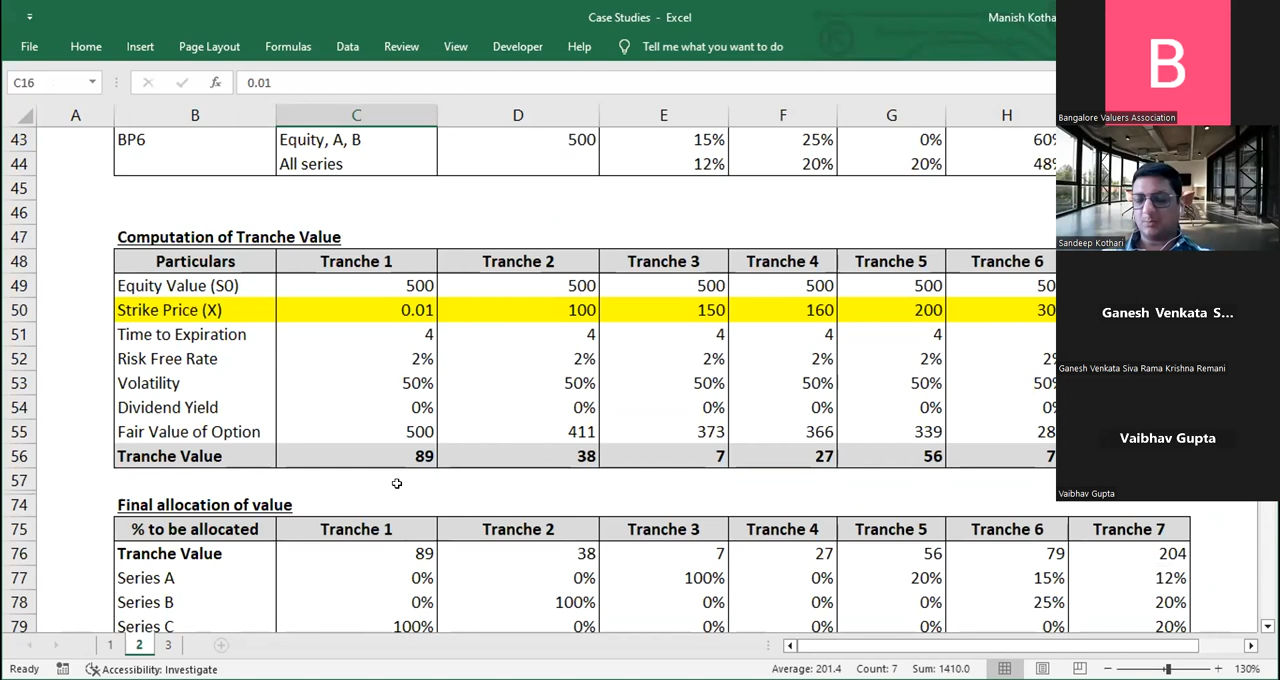 Case Studies - Excel
Manish Kotha
File Home Insert Page Layout Formulas Data Review View Developer Help Tell me what you want to do
C16 fx 0.01
A B C D E F G H
43 BP6 Equity, A, B 500 15% 25% 0% 60%
44 All series 12% 20% 20% 48%
45
46
47 Computation of Tranche Value
48 Particulars Tranche 1 Tranche 2 Tranche 3 Tranche 4 Tranche 5 Tranche 6
49 Equity Value (S0) 500 500 500 500 500 50
50 Strike Price (X) 0.01 100 150 160 200 30
51 Time to Expiration 4 4 4 4 4
52 Risk Free Rate 2% 2% 2% 2% 2% 2%
53 Volatility 50% 50% 50% 50% 50% 50%
54 Dividend Yield 0% 0% 0% 0% 0% 0%
55 Fair Value of Option 500 411 373 366 339 28
56 Tranche Value 89 38 7 27 56 7
57
74 Final allocation of value
75 % to be allocated Tranche 1 Tranche 2 Tranche 3 Tranche 4 Tranche 5 Tranche 6 Tranche 7
76 Tranche Value 89 38 7 27 56 79 204
77 Series A 0% 0% 100% 0% 20% 15% 12%
78 Series B 0% 100% 0% 0% 0% 25% 20%
79 Series C 100% 0% 0% 0% 0% 0% 20%
1 2 3
Ready Accessibility: Investigate Average: 201.4 Count: 7 Sum: 1410.0 130%
B
Bangalore Valuers Association
Sandeep Kothari
Ganesh Venkata S...
Ganesh Venkata Siva Rama Krishna Remani
Vaibhav Gupta
Vaibhav Gupta